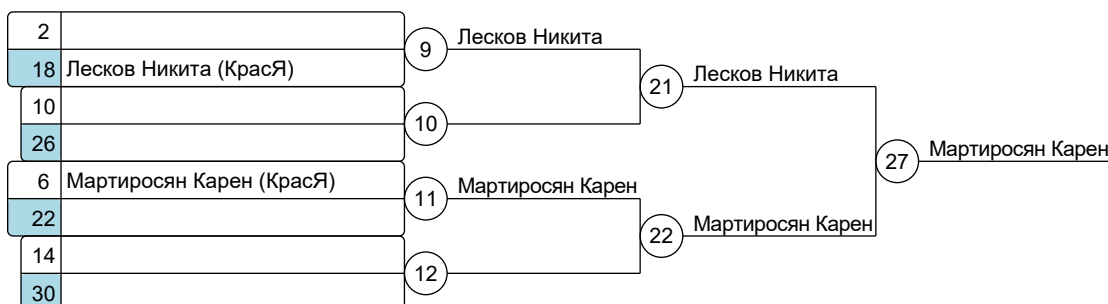 2
18 Лесков Никита (КрасЯ)
10
26
6 Мартиросян Карен (КрасЯ)
22
14
30
9 Лесков Никита
10
11 Мартиросян Карен
12
21 Лесков Никита
22 Мартиросян Карен
27 Мартиросян Карен